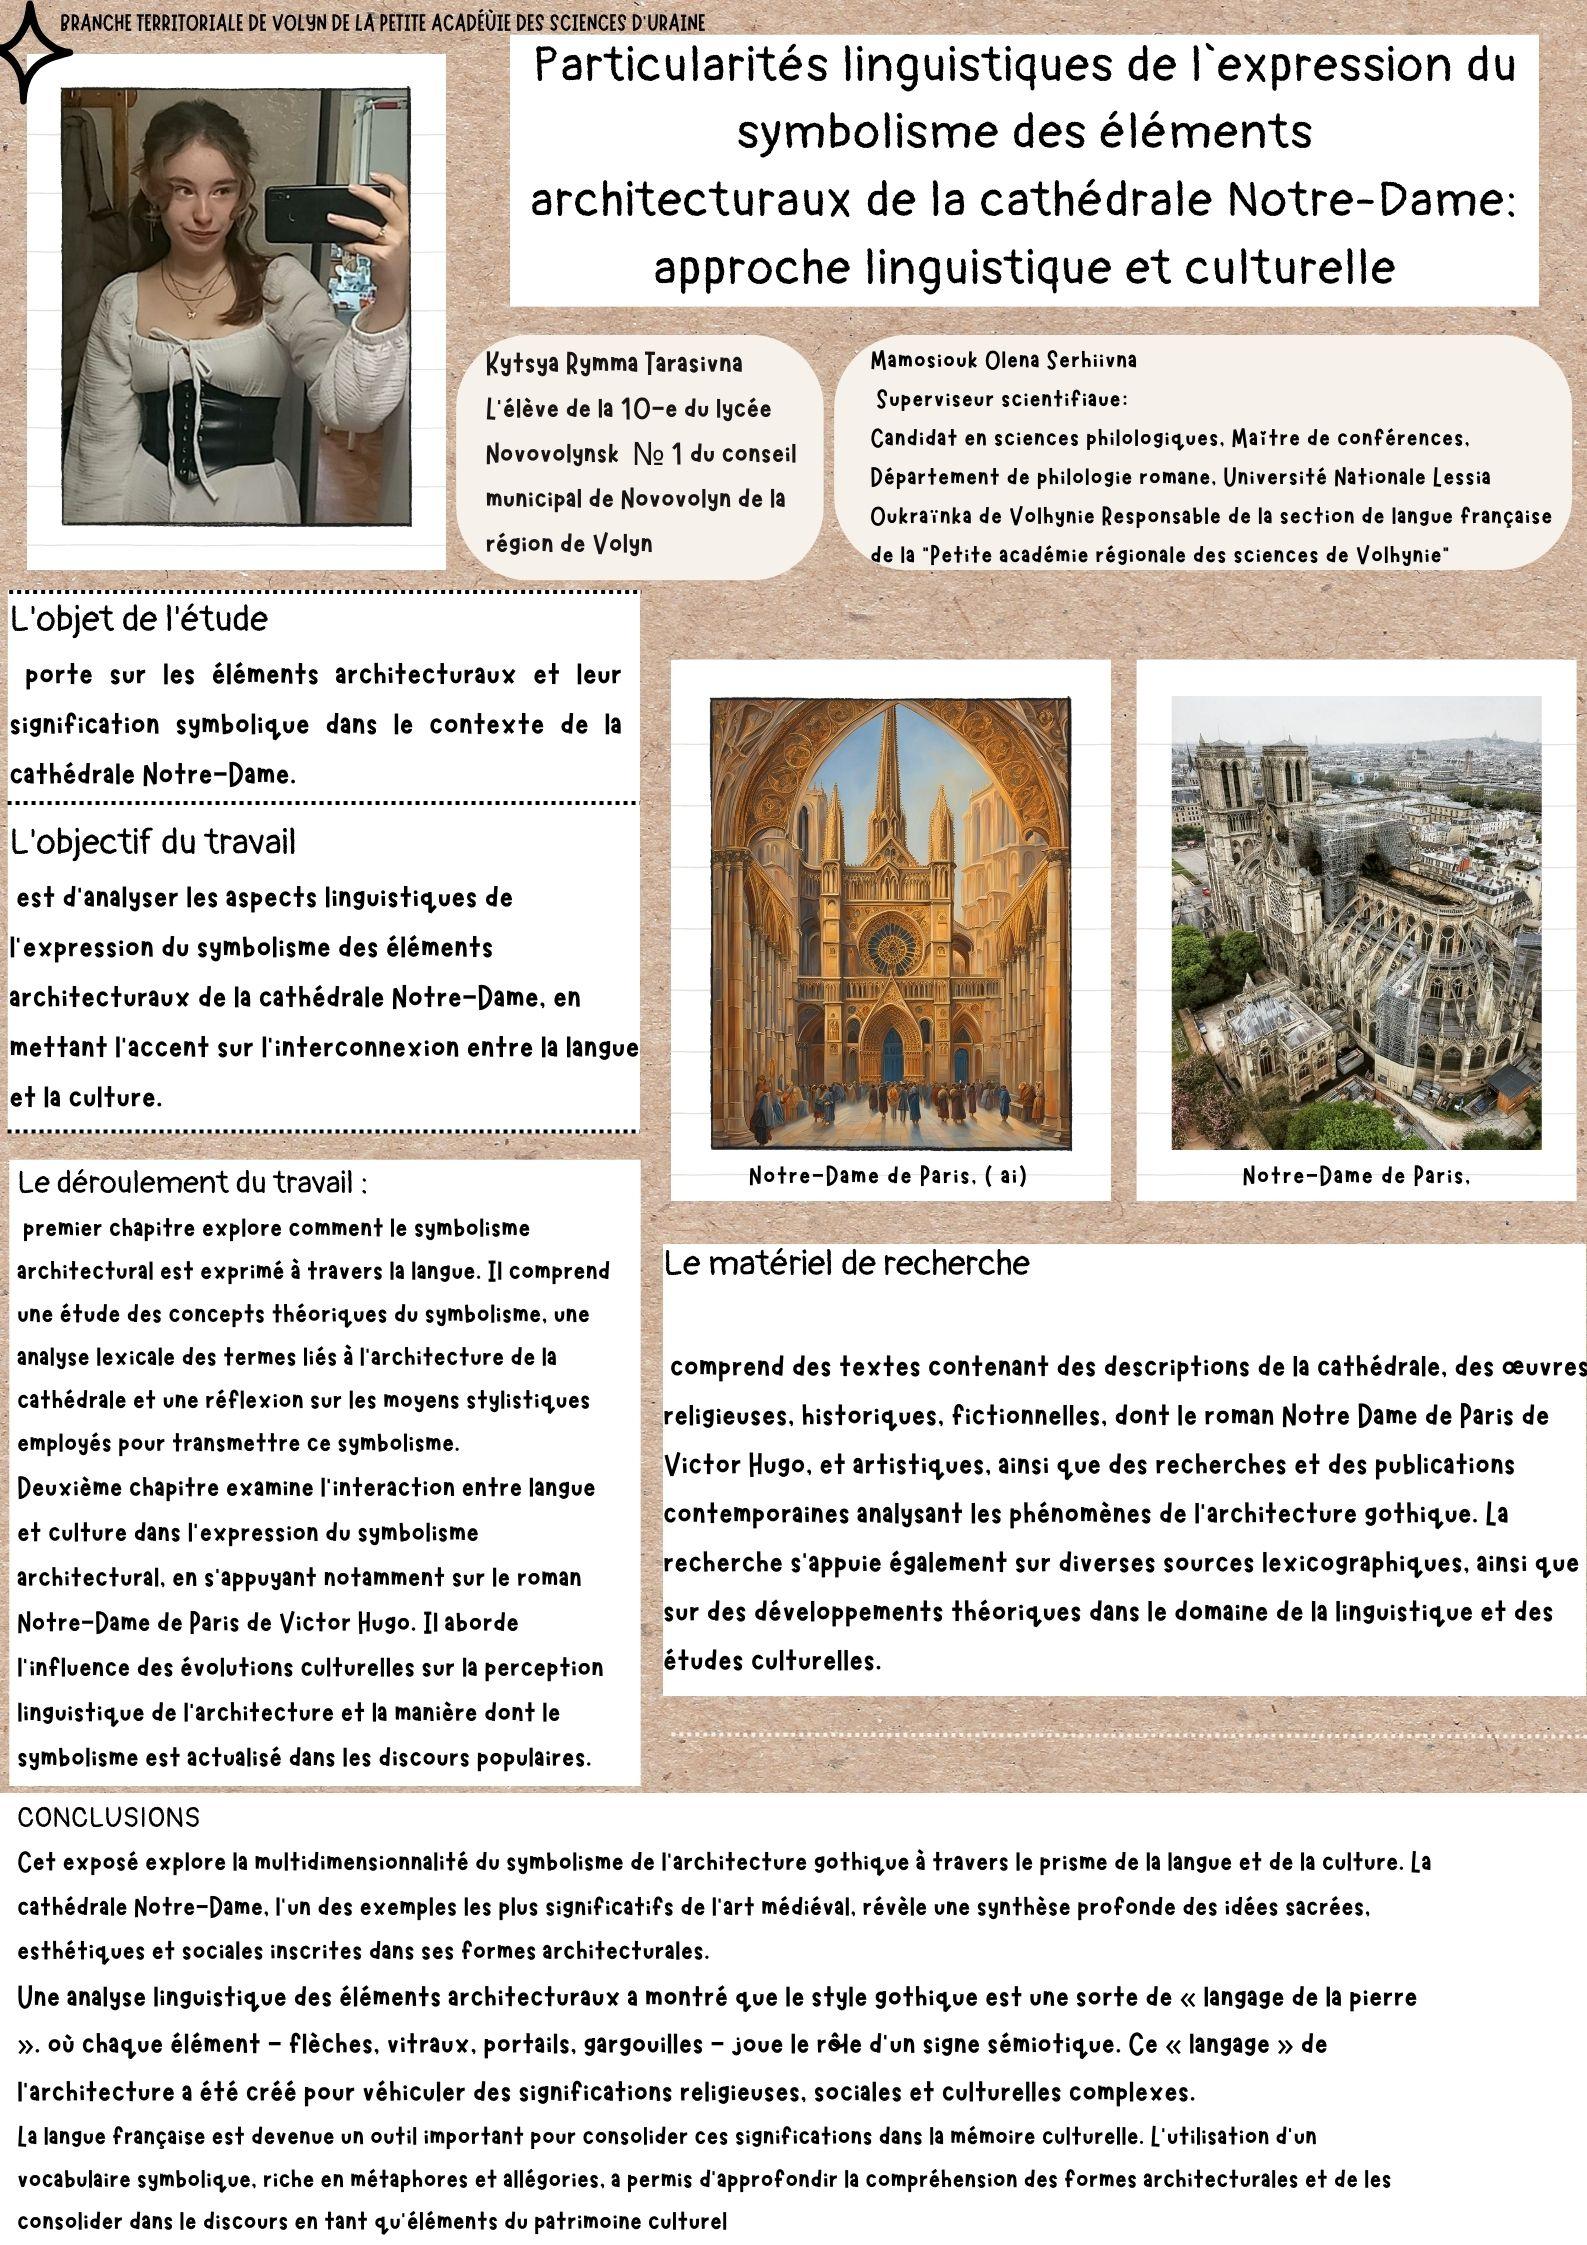 BRANCHE TERRITORIALE DE VOLYN DE LA PETITE ACADÉÙIE DES SCIENCES D'URAINE
Particularités linguistiques de l`expression du
symbolisme des éléments
architecturaux de la cathédrale Notre-Dame:
approche linguistique et culturelle
Kytsya Rymma Tarasivna
L'élève de la 10-e du lycée
Novovolynsk № 1 du conseil
municipal de Novovolyn de la
région de Volyn
Mamosiouk Olena Serhiivna
Superviseur scientifiaue:
Candidat en sciences philologiques, Maître de conférences,
Département de philologie romane, Université Nationale Lessia
Oukraïnka de Volhynie Responsable de la section de langue française
de la "Petite académie régionale des sciences de Volhynie"
L'objet de l'étude
porte sur les éléments architecturaux et leur
signification symbolique dans le contexte de la
cathédrale Notre-Dame.
L'objectif du travail
est d'analyser les aspects linguistiques de
l'expression du symbolisme des éléments
architecturaux de la cathédrale Notre-Dame, en
mettant l'accent sur l'interconnexion entre la langue
et la culture.
Notre-Dame de Paris, ( ai)
Notre-Dame de Paris,
Le déroulement du travail :
premier chapitre explore comment le symbolisme
architectural est exprimé à travers la langue. Il comprend
une étude des concepts théoriques du symbolisme, une
analyse lexicale des termes liés à l'architecture de la
cathédrale et une réflexion sur les moyens stylistiques
employés pour transmettre ce symbolisme.
Deuxième chapitre examine l'interaction entre langue
et culture dans l'expression du symbolisme
architectural, en s'appuyant notamment sur le roman
Notre-Dame de Paris de Victor Hugo. Il aborde
l'influence des évolutions culturelles sur la perception
linguistique de l'architecture et la manière dont le
symbolisme est actualisé dans les discours populaires.
Le matériel de recherche
comprend des textes contenant des descriptions de la cathédrale, des œuvres
religieuses, historiques, fictionnelles, dont le roman Notre Dame de Paris de
Victor Hugo, et artistiques, ainsi que des recherches et des publications
contemporaines analysant les phénomènes de l'architecture gothique. La
recherche s'appuie également sur diverses sources lexicographiques, ainsi que
sur des développements théoriques dans le domaine de la linguistique et des
études culturelles.
CONCLUSIONS
Cet exposé explore la multidimensionnalité du symbolisme de l'architecture gothique à travers le prisme de la langue et de la culture. La
cathédrale Notre-Dame, l'un des exemples les plus significatifs de l'art médiéval, révèle une synthèse profonde des idées sacrées,
esthétiques et sociales inscrites dans ses formes architecturales.
Une analyse linguistique des éléments architecturaux a montré que le style gothique est une sorte de « langage de la pierre
». où chaque élément – flèches, vitraux, portails, gargouilles – joue le rôle d'un signe sémiotique. Ce « langage » de
l'architecture a été créé pour véhiculer des significations religieuses, sociales et culturelles complexes.
La langue française est devenue un outil important pour consolider ces significations dans la mémoire culturelle. L'utilisation d'un
vocabulaire symbolique, riche en métaphores et allégories, a permis d'approfondir la compréhension des formes architecturales et de les
consolider dans le discours en tant qu'éléments du patrimoine culturel